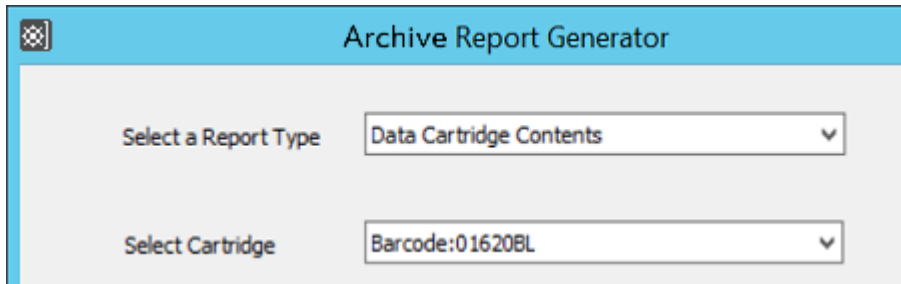 Archive Report Generator
Select a Report Type Data Cartridge Contents
Select Cartridge Barcode:01620BL